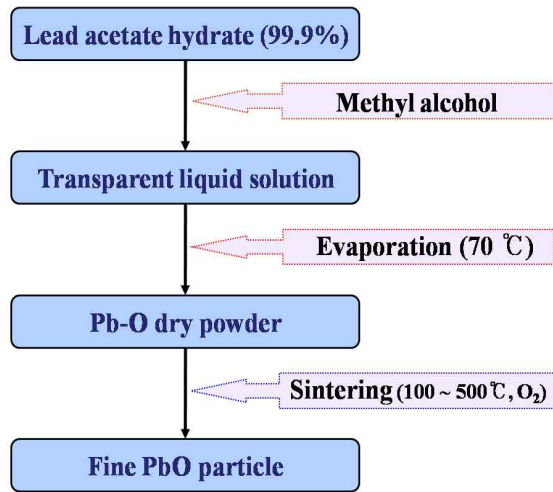 Lead acetate hydrate (99.9%)
Methyl alcohol
Transparent liquid solution
Evaporation (70 ℃)
Pb-O dry powder
Sintering (100 ~ 500℃, O₂)
Fine PbO particle